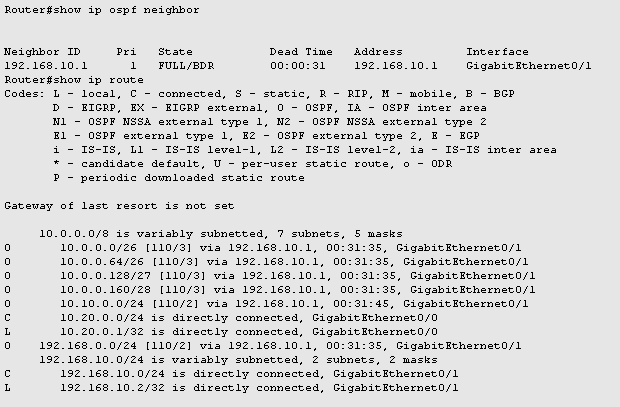 Router#show ip ospf neighbor
Neighbor ID Pri State Dead Time Address Interface
192.168.10.1 1 FULL/BDR 00:00:31 192.168.10.1 GigabitEthernet0/1
Router#show ip route
Codes: L - local, C - connected, S - static, R - RIP, M - mobile, B - BGP
D - EIGRP, EX - EIGRP external, O - OSPF, IA - OSPF inter area
N1 - OSPF NSSA external type 1, N2 - OSPF NSSA external type 2
E1 - OSPF external type 1, E2 - OSPF external type 2, E - EGP
i - IS-IS, L1 - IS-IS level-1, L2 - IS-IS level-2, ia - IS-IS inter area
* - candidate default, U - per-user static route, o - ODR
P - periodic downloaded static route
Gateway of last resort is not set
10.0.0.0/8 is variably subnetted, 7 subnets, 5 masks
O 10.0.0.0/26 [110/3] via 192.168.10.1, 00:31:35, GigabitEthernet0/1
O 10.0.0.64/26 [110/3] via 192.168.10.1, 00:31:35, GigabitEthernet0/1
O 10.0.0.128/27 [110/3] via 192.168.10.1, 00:31:35, GigabitEthernet0/1
O 10.0.0.160/28 [110/3] via 192.168.10.1, 00:31:35, GigabitEthernet0/1
O 10.10.0.0/24 [110/2] via 192.168.10.1, 00:31:45, GigabitEthernet0/1
C 10.20.0.0/24 is directly connected, GigabitEthernet0/0
L 10.20.0.1/32 is directly connected, GigabitEthernet0/0
O 192.168.0.0/24 [110/2] via 192.168.10.1, 00:31:35, GigabitEthernet0/1
192.168.10.0/24 is variably subnetted, 2 subnets, 2 masks
C 192.168.10.0/24 is directly connected, GigabitEthernet0/1
L 192.168.10.2/32 is directly connected, GigabitEthernet0/1